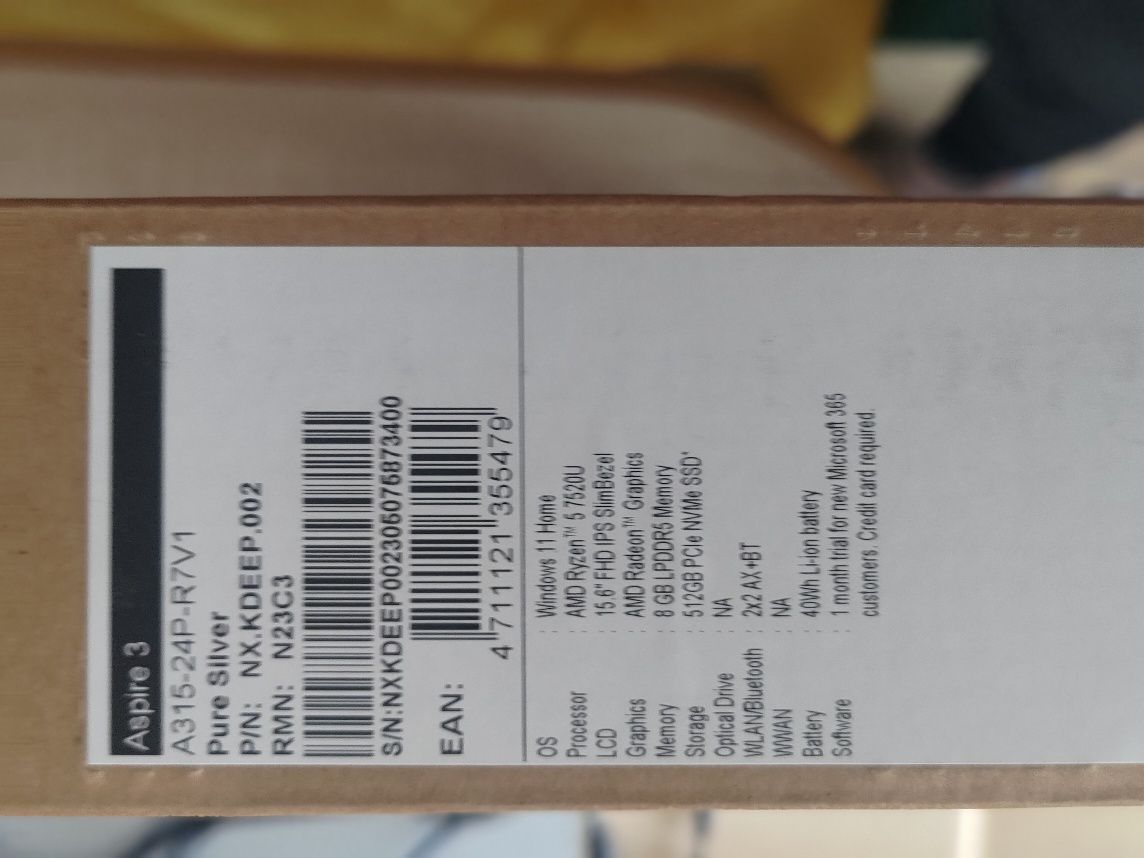 Aspire 3
A315-24P-R7V1
Pure Silver
P/N: NX.KDEEP.002
RMN: N23C3
S/N:NXKDEEP00230607687​3400
EAN:
4 711121 355479
OS : Windows 11 Home
Processor : AMD Ryzen™ 5 7520U
LCD : 15.6" FHD IPS SlimBezel
Graphics : AMD Radeon™ Graphics
Memory : 8 GB LPDDR5 Memory
Storage : 512GB PCIe NVMe SSD*
Optical Drive : NA
WLAN/Bluetooth : 2x2 AX+BT
WWAN : NA
Battery : 40Wh Li-ion battery
Software : 1 month trial for new Microsoft 365
customers. Credit card required.